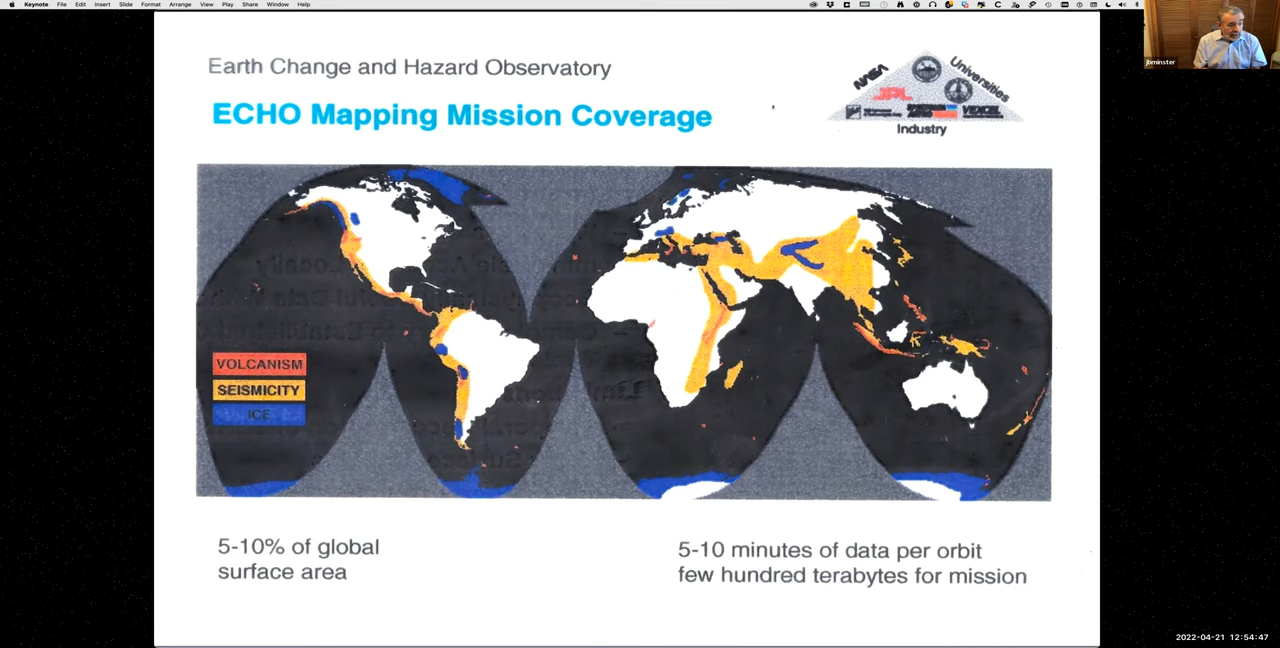 Keynote File Edit Insert Slide Format Arrange View Play Share Window Help
jbminster
Earth Change and Hazard Observatory
ECHO Mapping Mission Coverage
NASA
Universities
JPL
Industry
VOLCANISM
SEISMICITY
ICE
5-10% of global
surface area
5-10 minutes of data per orbit
few hundred terabytes for mission
2022-04-21 12:54:47